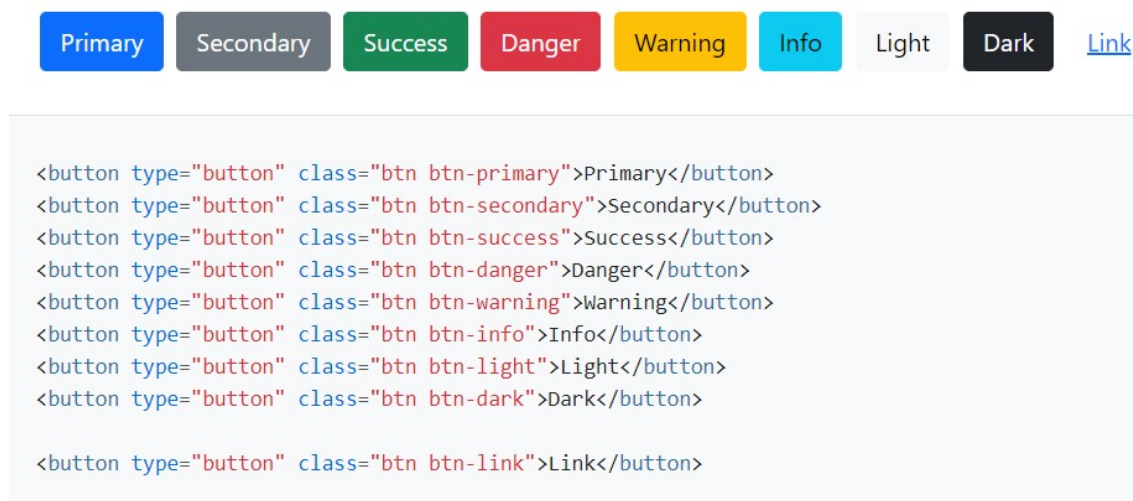 Primary Secondary Success Danger Warning Info Light Dark Link
<button type="button" class="btn btn-primary">Primary</button>
<button type="button" class="btn btn-secondary">Secondary</button>
<button type="button" class="btn btn-success">Success</button>
<button type="button" class="btn btn-danger">Danger</button>
<button type="button" class="btn btn-warning">Warning</button>
<button type="button" class="btn btn-info">Info</button>
<button type="button" class="btn btn-light">Light</button>
<button type="button" class="btn btn-dark">Dark</button>
<button type="button" class="btn btn-link">Link</button>